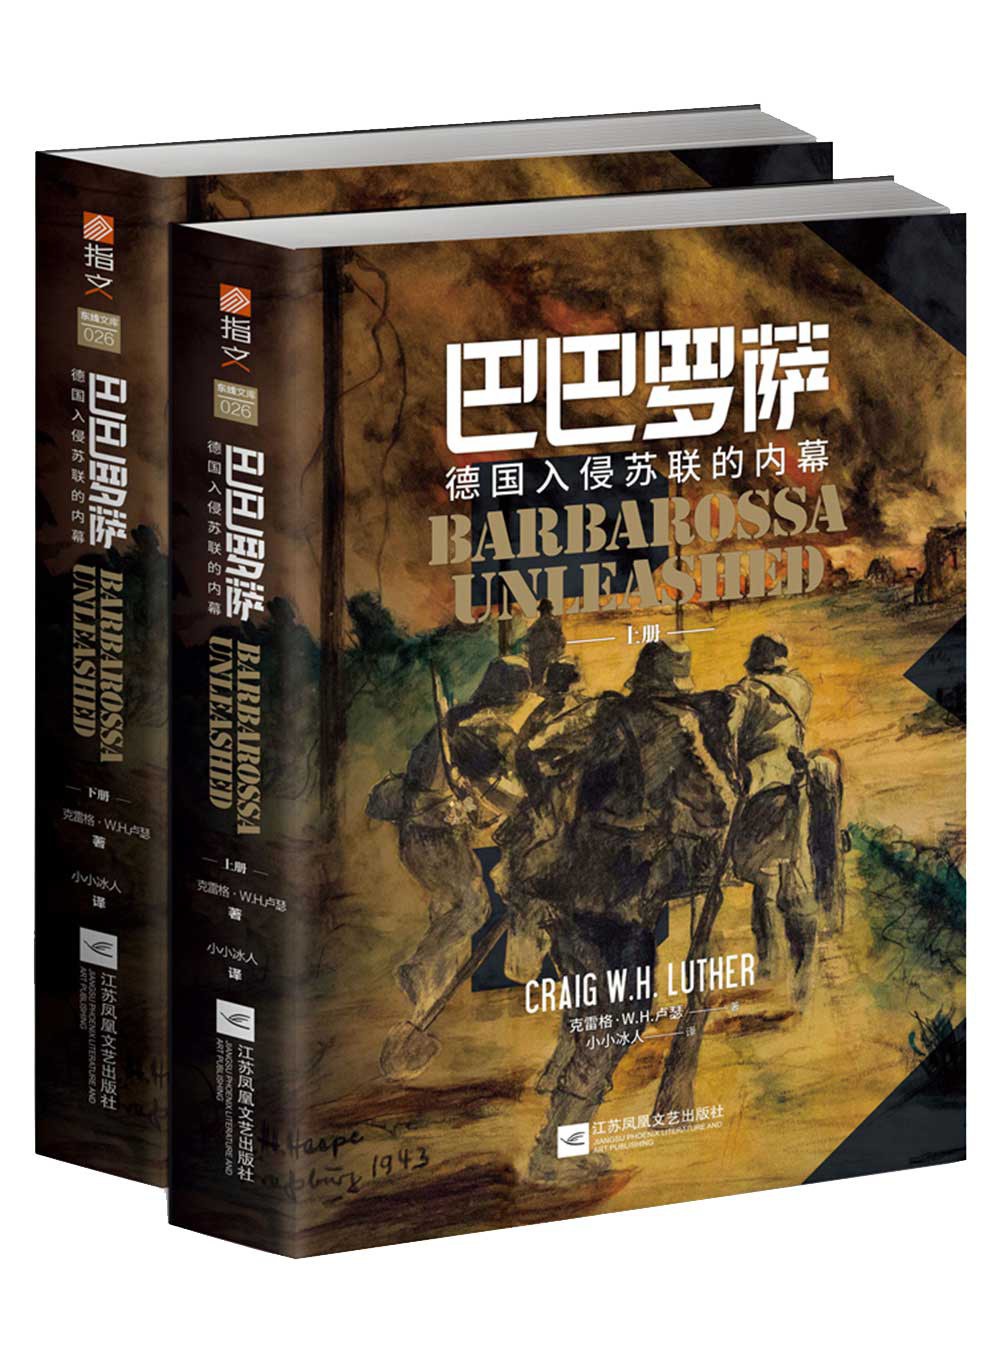 指文
东线文库
026
巴巴罗萨
德国入侵苏联的内幕
BARBAROSSA
UNLEASHED
下册
克雷格·W.H.卢瑟
著
小小冰人
译
江苏凤凰文艺出版社
JIANGSU PHOENIX LITERATURE AND
ART PUBLISHING
指文
东线文库
026
巴巴罗萨
德国入侵苏联的内幕
BARBAROSSA
UNLEASHED
上册
克雷格·W.H.卢瑟
著
小小冰人
译
江苏凤凰文艺出版社
JIANGSU PHOENIX LITERATURE AND
ART PUBLISHING
巴巴罗萨
德国入侵苏联的内幕
BARBAROSSA
UNLEASHED
上册
CRAIG W.H. LUTHER
克雷格·W.H.卢瑟 著
小小冰人 译
江苏凤凰文艺出版社
JIANGSU PHOENIX LITERATURE AND
ART PUBLISHING
Haape
1943